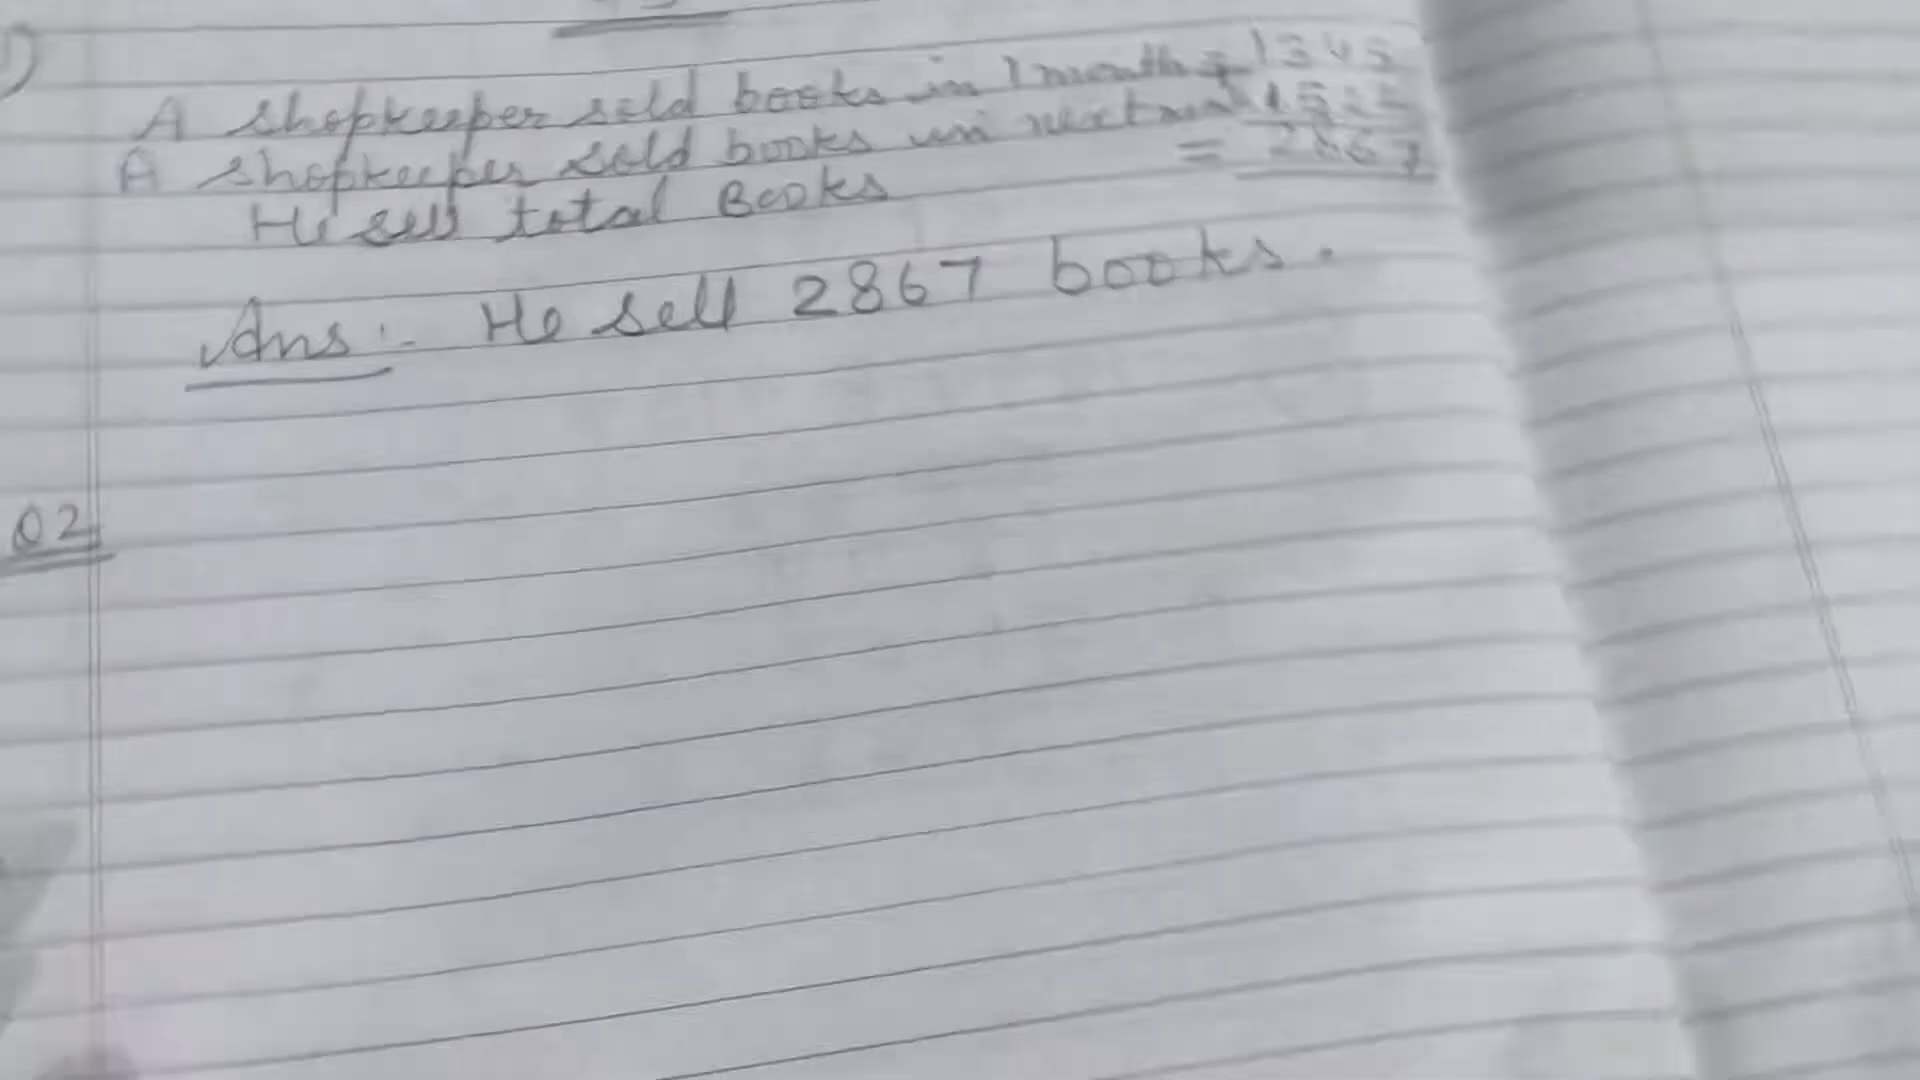 A shopkeeper sold books in 1 month = 1345
A shopkeeper sold books in next
He sell total Books = 2867
Ans :- He sell 2867 books.
Q2